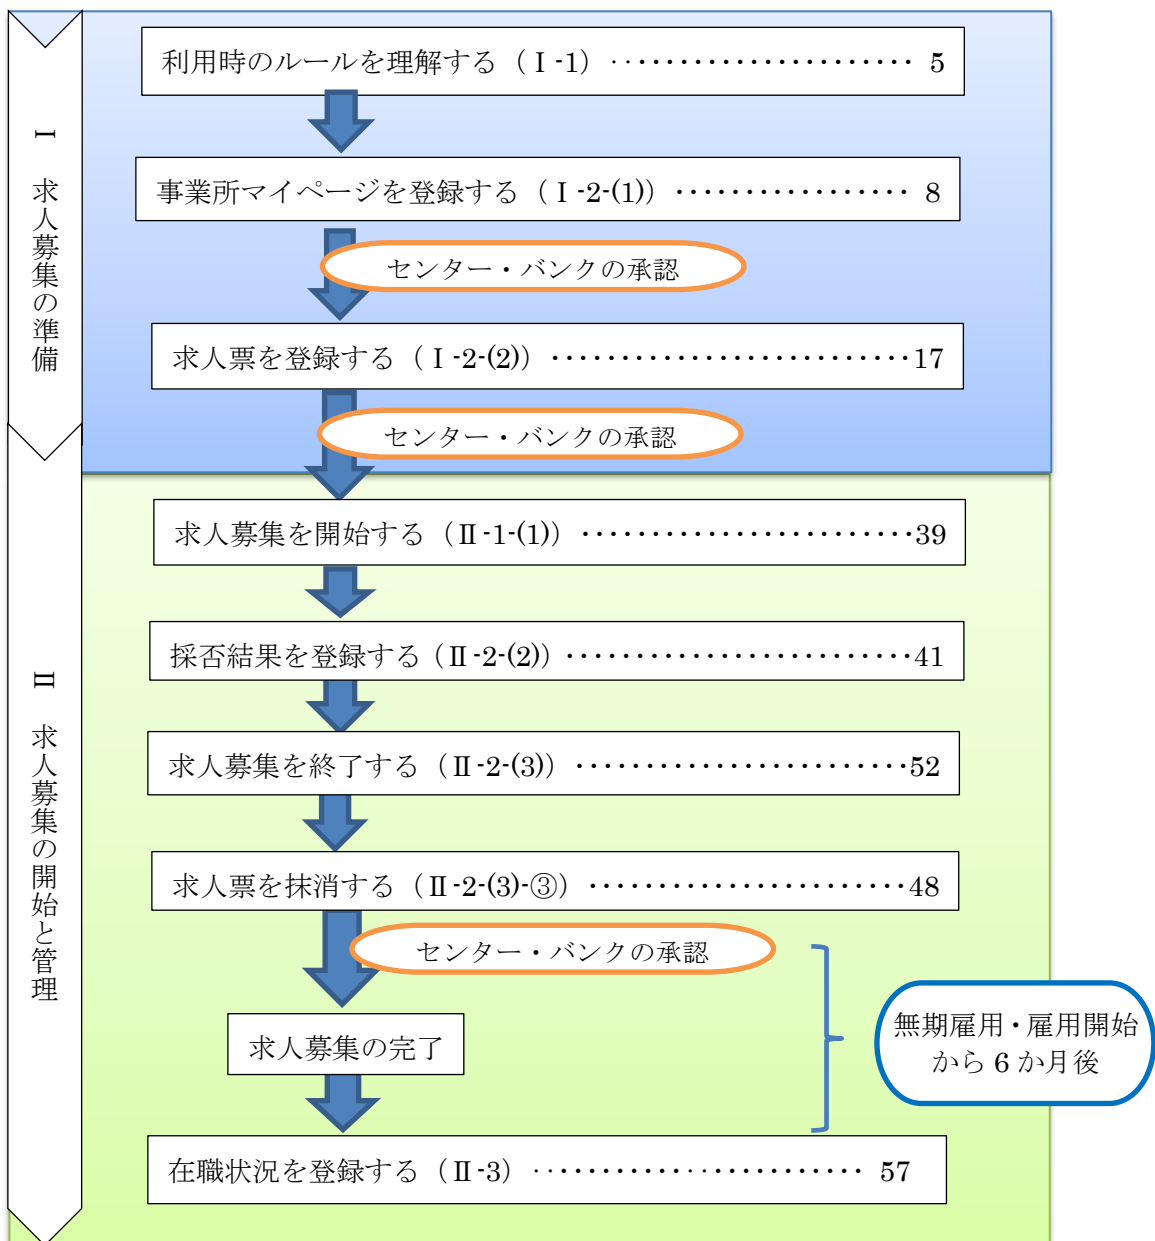 Ⅰ 求人募集の準備
利用時のルールを理解する（Ⅰ-1）・・・・・・・・・・・・・・・・・・・・・・ 5
事業所マイページを登録する（Ⅰ-2-(1)）・・・・・・・・・・・・・・・・・ 8
センター・バンクの承認
求人票を登録する（Ⅰ-2-(2)）・・・・・・・・・・・・・・・・・・・・・・・・・・17
センター・バンクの承認
Ⅱ 求人募集の開始と管理
求人募集を開始する（Ⅱ-1-(1)）・・・・・・・・・・・・・・・・・・・・・・・・・39
採否結果を登録する（Ⅱ-2-(2)）・・・・・・・・・・・・・・・・・・・・・・・・・41
求人募集を終了する（Ⅱ-2-(3)）・・・・・・・・・・・・・・・・・・・・・・・・52
求人票を抹消する（Ⅱ-2-(3)-③）・・・・・・・・・・・・・・・・・・・・・・・48
センター・バンクの承認
無期雇用・雇用開始
から 6 か月後
求人募集の完了
在職状況を登録する（Ⅱ-3）・・・・・・・・・・・・・・・・・・・・・・・・ 57